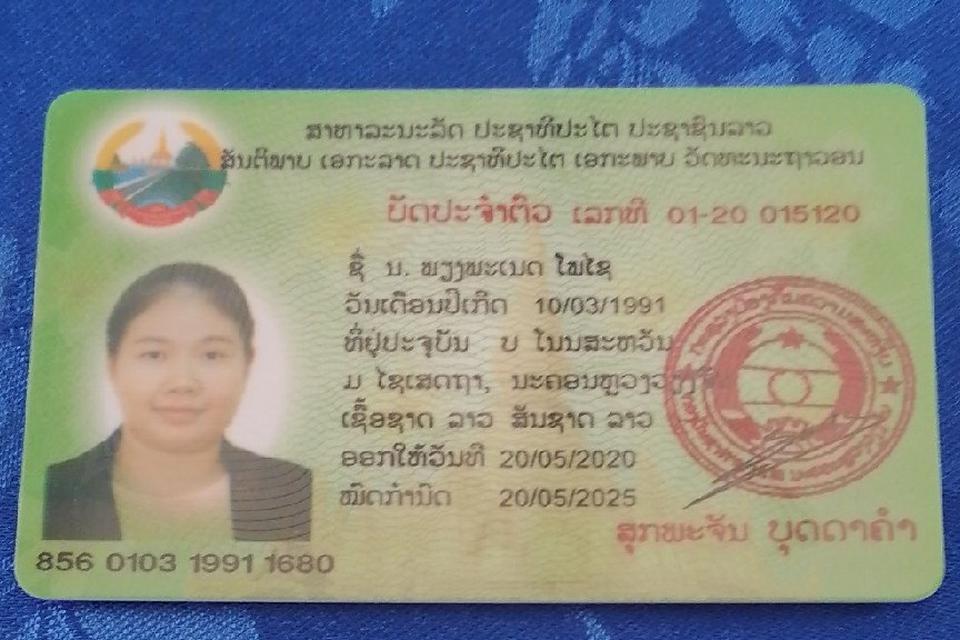 ສາທາລະນະລັດ ປະຊາທິປະໄຕ ປະຊາຊົນລາວ
ສັນຕິພາບ ເອກະລາດ ປະຊາທິປະໄຕ ເອກະພາບ ວັດທະນະຖາວອນ
ບັດປະຈຳຕົວ ເລກທີ 01-20 015120
ຊື່ ນ. ພຽງພະເນດ ໂພໄຊ
ວັນເດືອນປີເກີດ 10/03/1991
ທີ່ຢູ່ປະຈຸບັນ ບ ໂນນສະຫວັນ
ມ ໄຊເສດຖາ, ນະຄອນຫຼວງວຽງຈັນ
ເຊື້ອຊາດ ລາວ ສັນຊາດ ລາວ
ອອກໃຫ້ວັນທີ 20/05/2020
ໝົດກຳນົດ 20/05/2025
ສຸກພະຈັນ ບຸດດາຄຳ
856 0103 1991 1680